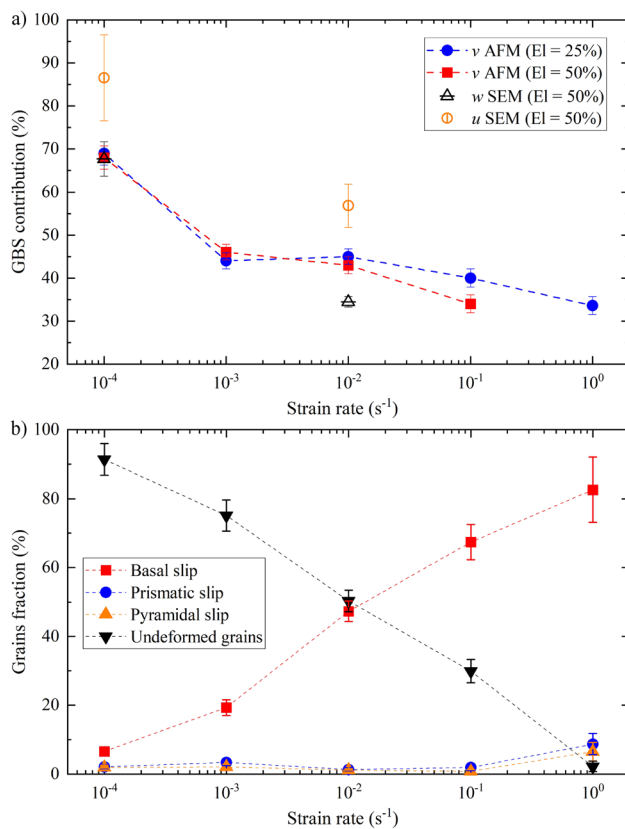 a)
100
90
80
70
60
50
40
30
20
GBS contribution (%)
v AFM (El = 25%)
v AFM (El = 50%)
w SEM (El = 50%)
u SEM (El = 50%)
10⁻⁴ 10⁻³ 10⁻² 10⁻¹ 10⁰
Strain rate (s⁻¹)
b)
100
80
60
40
20
0
Grains fraction (%)
Basal slip
Prismatic slip
Pyramidal slip
Undeformed grains
10⁻⁴ 10⁻³ 10⁻² 10⁻¹ 10⁰
Strain rate (s⁻¹)